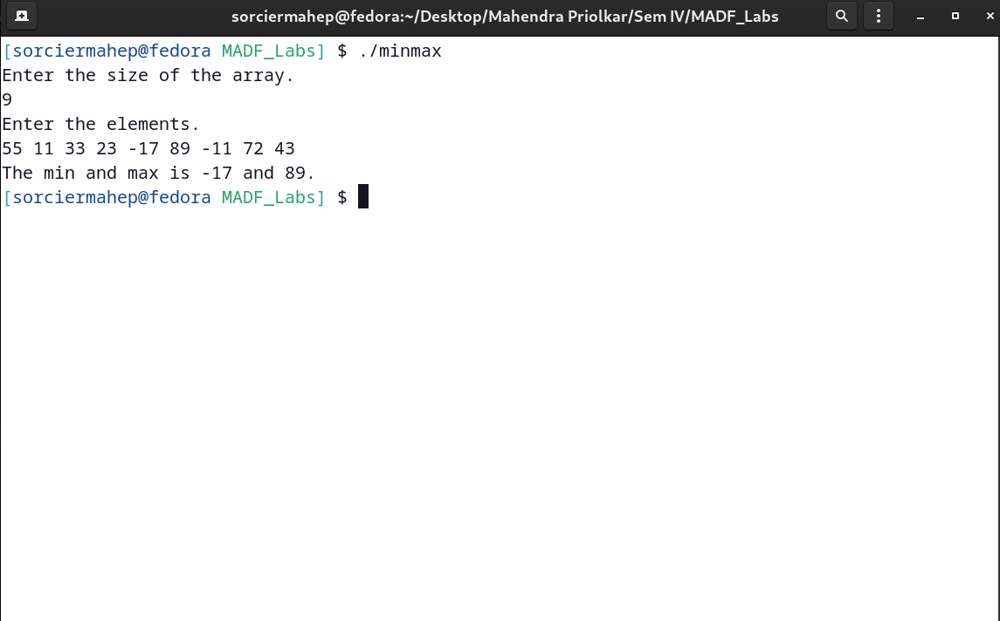 sorciermahep@fedora:~/Desktop/Mahendra Priolkar/Sem IV/MADF_Labs
[sorciermahep@fedora MADF_Labs] $ ./minmax
Enter the size of the array.
9
Enter the elements.
55 11 33 23 -17 89 -11 72 43
The min and max is -17 and 89.
[sorciermahep@fedora MADF_Labs] $